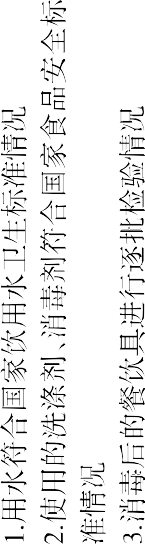 1.用水符合国家饮用水卫生标准情况
2.使用的洗涤剂、消毒剂符合国家食品安全标
准情况
3.消毒后的餐饮具进行逐批检验情况